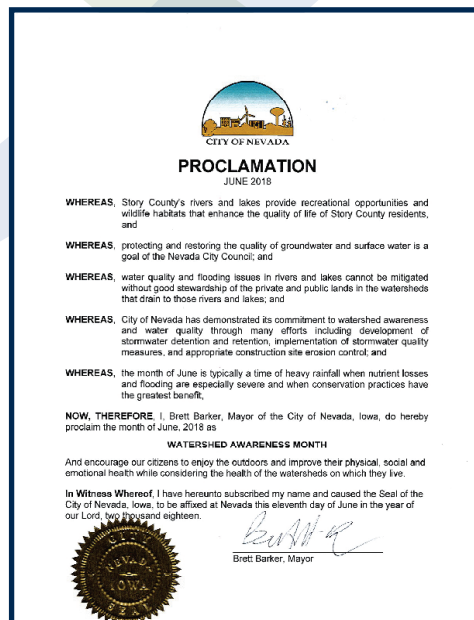 CITY OF NEVADA
PROCLAMATION
JUNE 2018
WHEREAS, Story County's rivers and lakes provide recreational opportunities and
wildlife habitats that enhance the quality of life of Story County residents,
and
WHEREAS, protecting and restoring the quality of groundwater and surface water is a
goal of the Nevada City Council; and
WHEREAS, water quality and flooding issues in rivers and lakes cannot be mitigated
without good stewardship of the private and public lands in the watersheds
that drain to those rivers and lakes; and
WHEREAS, City of Nevada has demonstrated its commitment to watershed awareness
and water quality through many efforts including development of
stormwater detention and retention, implementation of stormwater quality
measures, and appropriate construction site erosion control; and
WHEREAS, the month of June is typically a time of heavy rainfall when nutrient losses
and flooding are especially severe and when conservation practices have
the greatest benefit,
NOW, THEREFORE, I, Brett Barker, Mayor of the City of Nevada, Iowa, do hereby
proclaim the month of June, 2018 as
WATERSHED AWARENESS MONTH
And encourage our citizens to enjoy the outdoors and improve their physical, social and
emotional health while considering the health of the watersheds on which they live.
In Witness Whereof, I have hereunto subscribed my name and caused the Seal of the
City of Nevada, Iowa, to be affixed at Nevada this eleventh day of June in the year of
our Lord, two thousand eighteen.
Brett Barker, Mayor
CITY
NEVADA
IOWA
SEAL